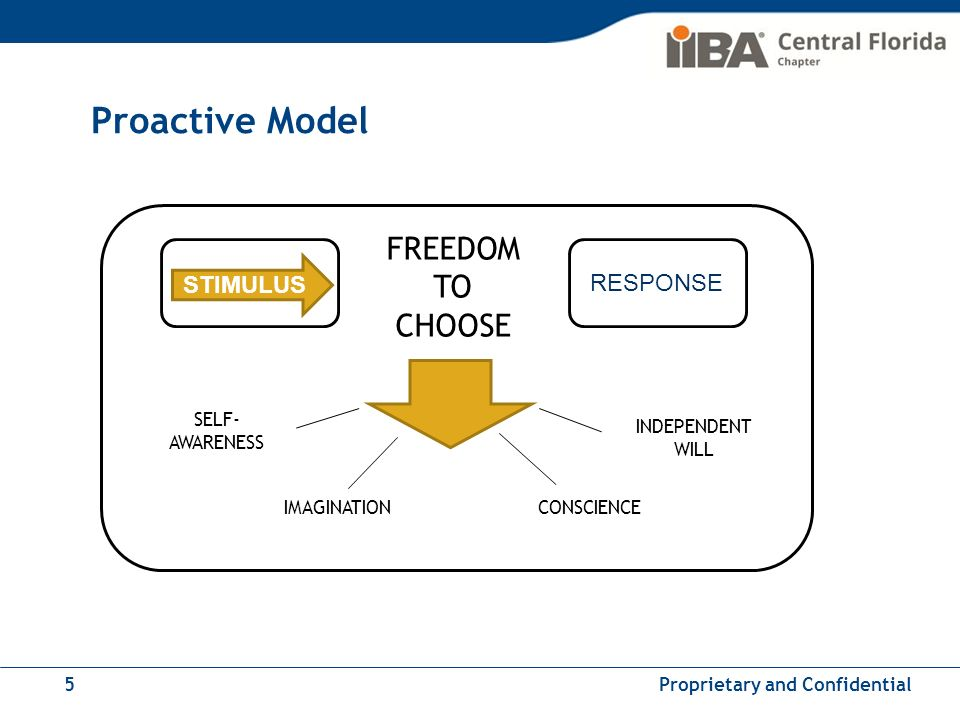 iiBA® Central Florida
Chapter
Proactive Model
STIMULUS
FREEDOM
TO
CHOOSE
RESPONSE
SELF-
AWARENESS
IMAGINATION
CONSCIENCE
INDEPENDENT
WILL
5
Proprietary and Confidential